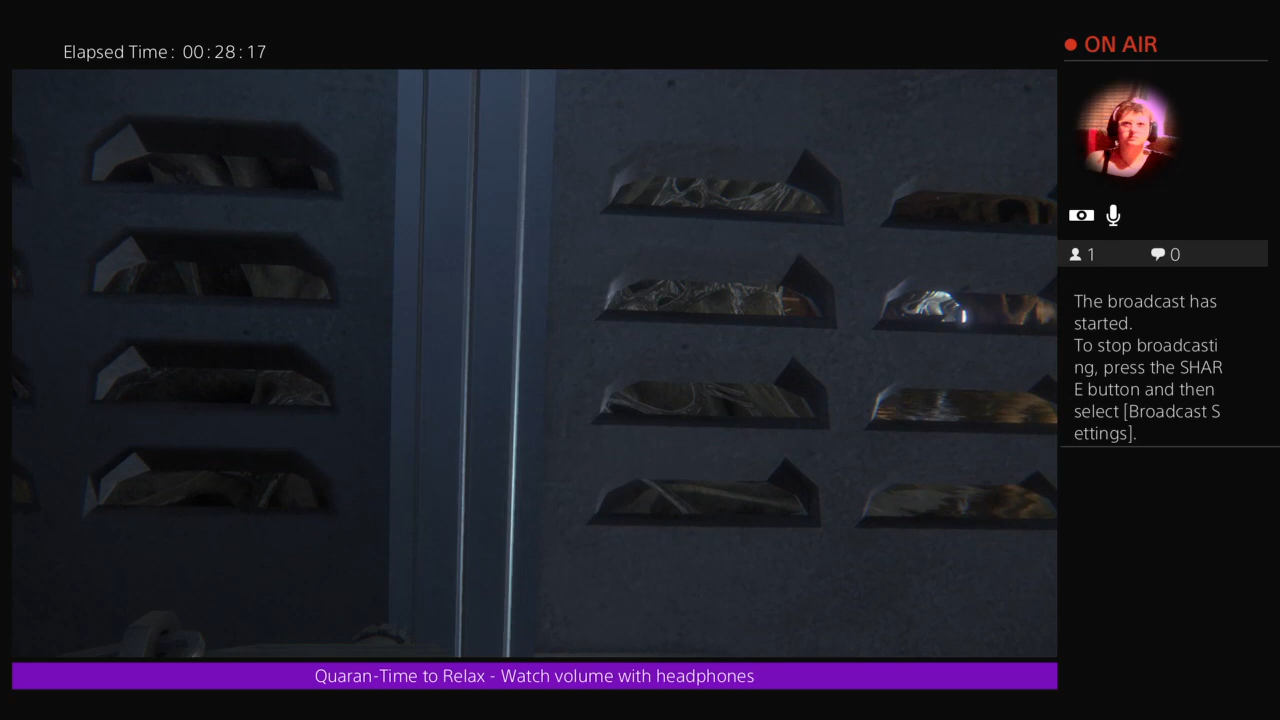 Elapsed Time: 00:28:17
ON AIR
1
0
The broadcast has
started.
To stop broadcasti
ng, press the SHAR
E button and then
select [Broadcast S
ettings].
Quaran-Time to Relax - Watch volume with headphones